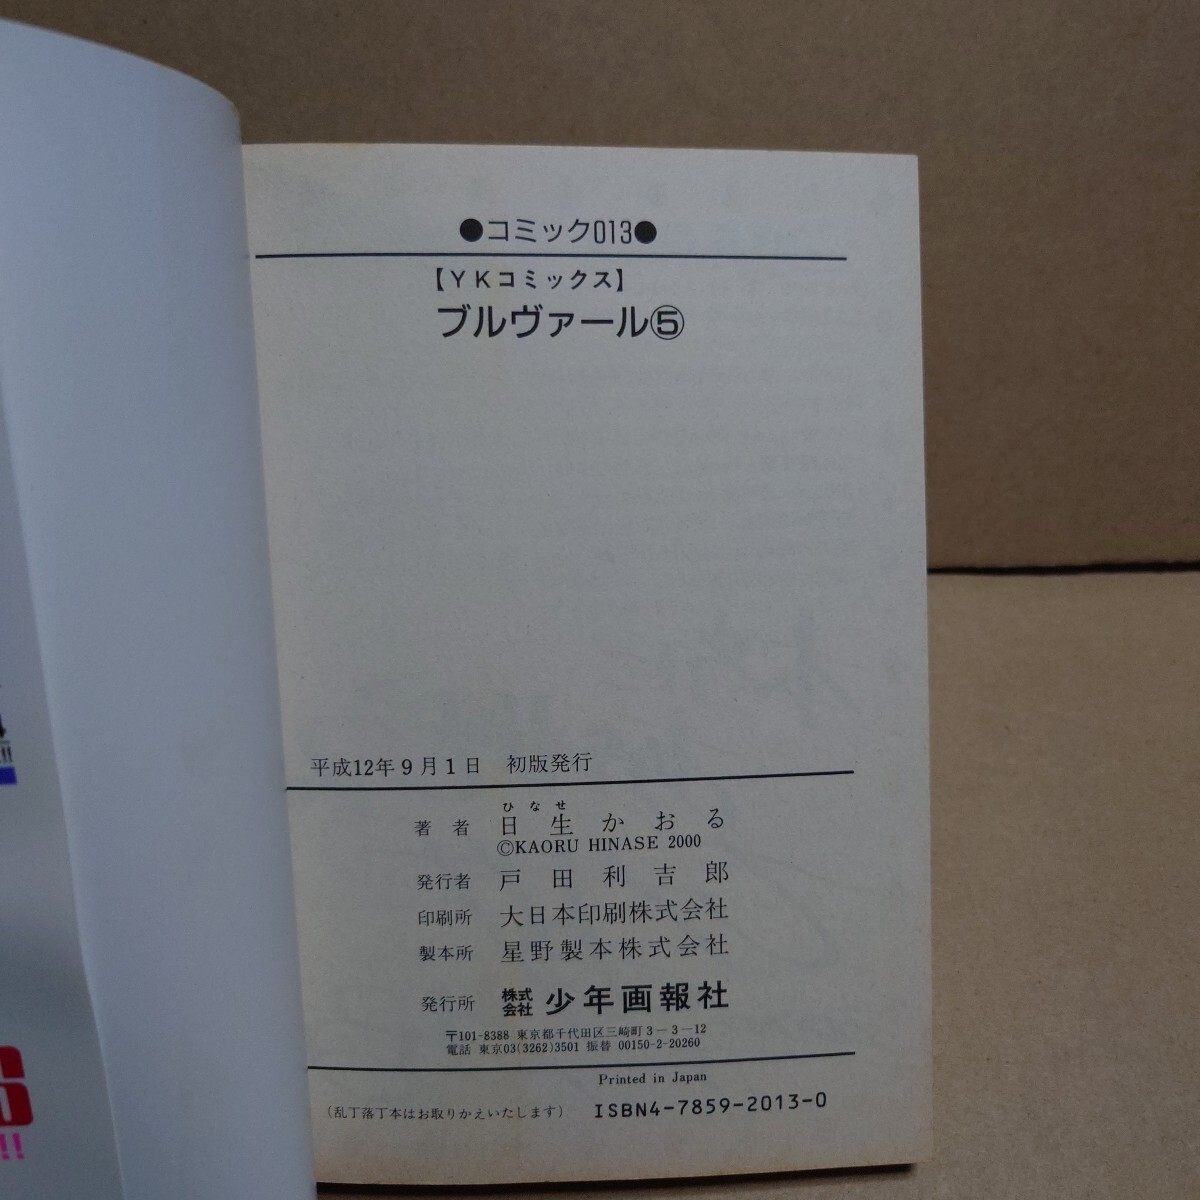 ●コミック013●
【YKコミックス】
ブルヴァール⑤
平成12年9月1日 初版発行
ひなせ
著者 日生かおる
©KAORU HINASE 2000
発行者 戸田利吉郎
印刷所 大日本印刷株式会社
製本所 星野製本株式会社
発行所 株式会社 少年画報社
〒101-8388 東京都千代田区三崎町3－3－12
電話 東京03(3262)3501 振替 00150-2-20260
Printed in Japan
(乱丁落丁本はお取りかえいたします) ISBN4-7859-2013-0